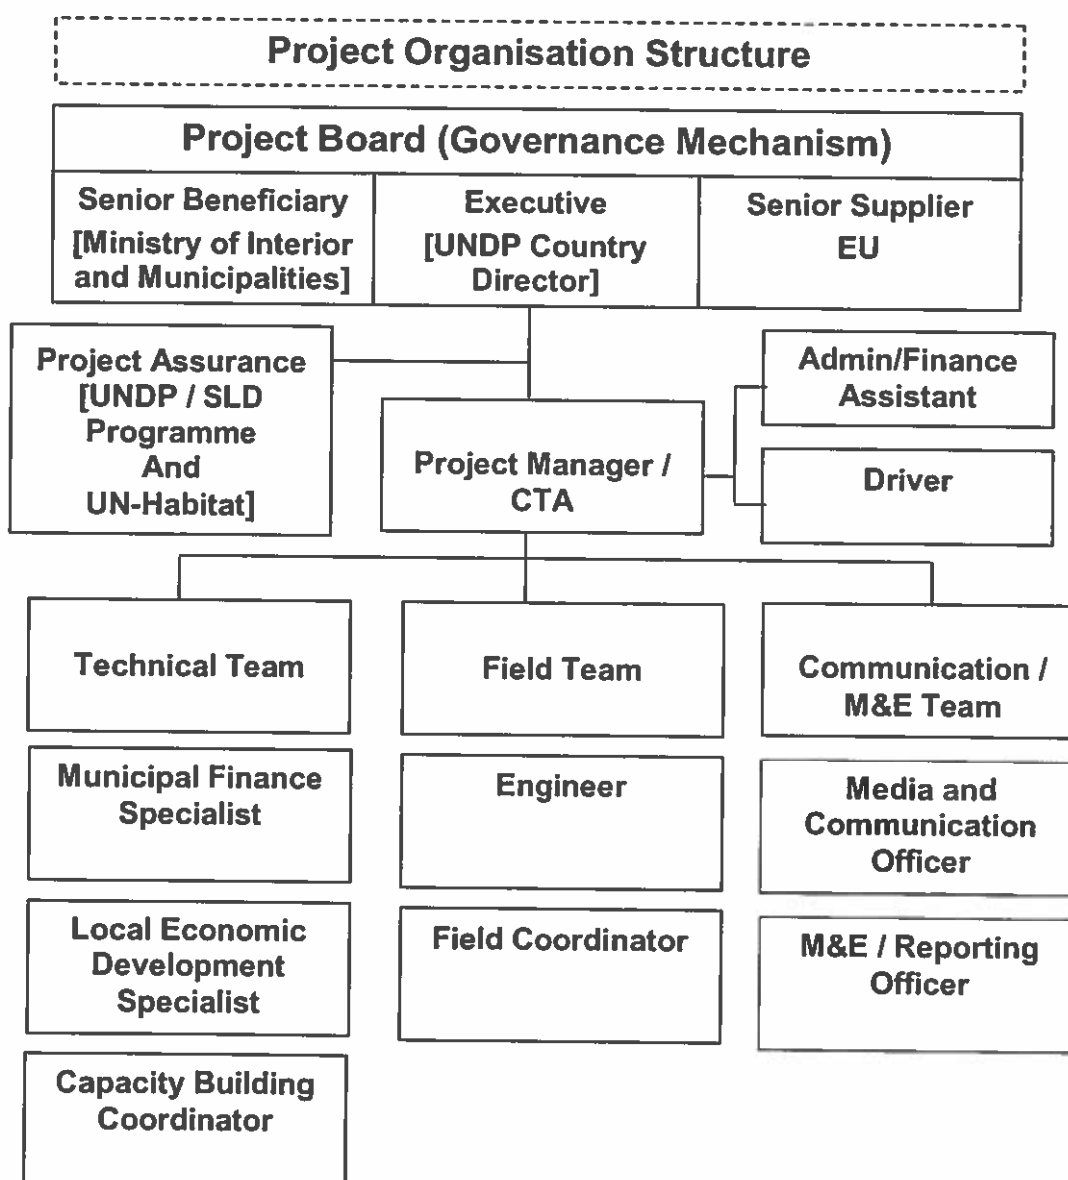 Project Organisation Structure
Project Board (Governance Mechanism)
Senior Beneficiary
[Ministry of Interior
and Municipalities]
Executive
[UNDP Country
Director]
Senior Supplier
EU
Project Assurance
[UNDP / SLD
Programme
And
UN-Habitat]
Project Manager /
CTA
Admin/Finance
Assistant
Driver
Technical Team
Municipal Finance
Specialist
Local Economic
Development
Specialist
Capacity Building
Coordinator
Field Team
Engineer
Field Coordinator
Communication /
M&E Team
Media and
Communication
Officer
M&E / Reporting
Officer